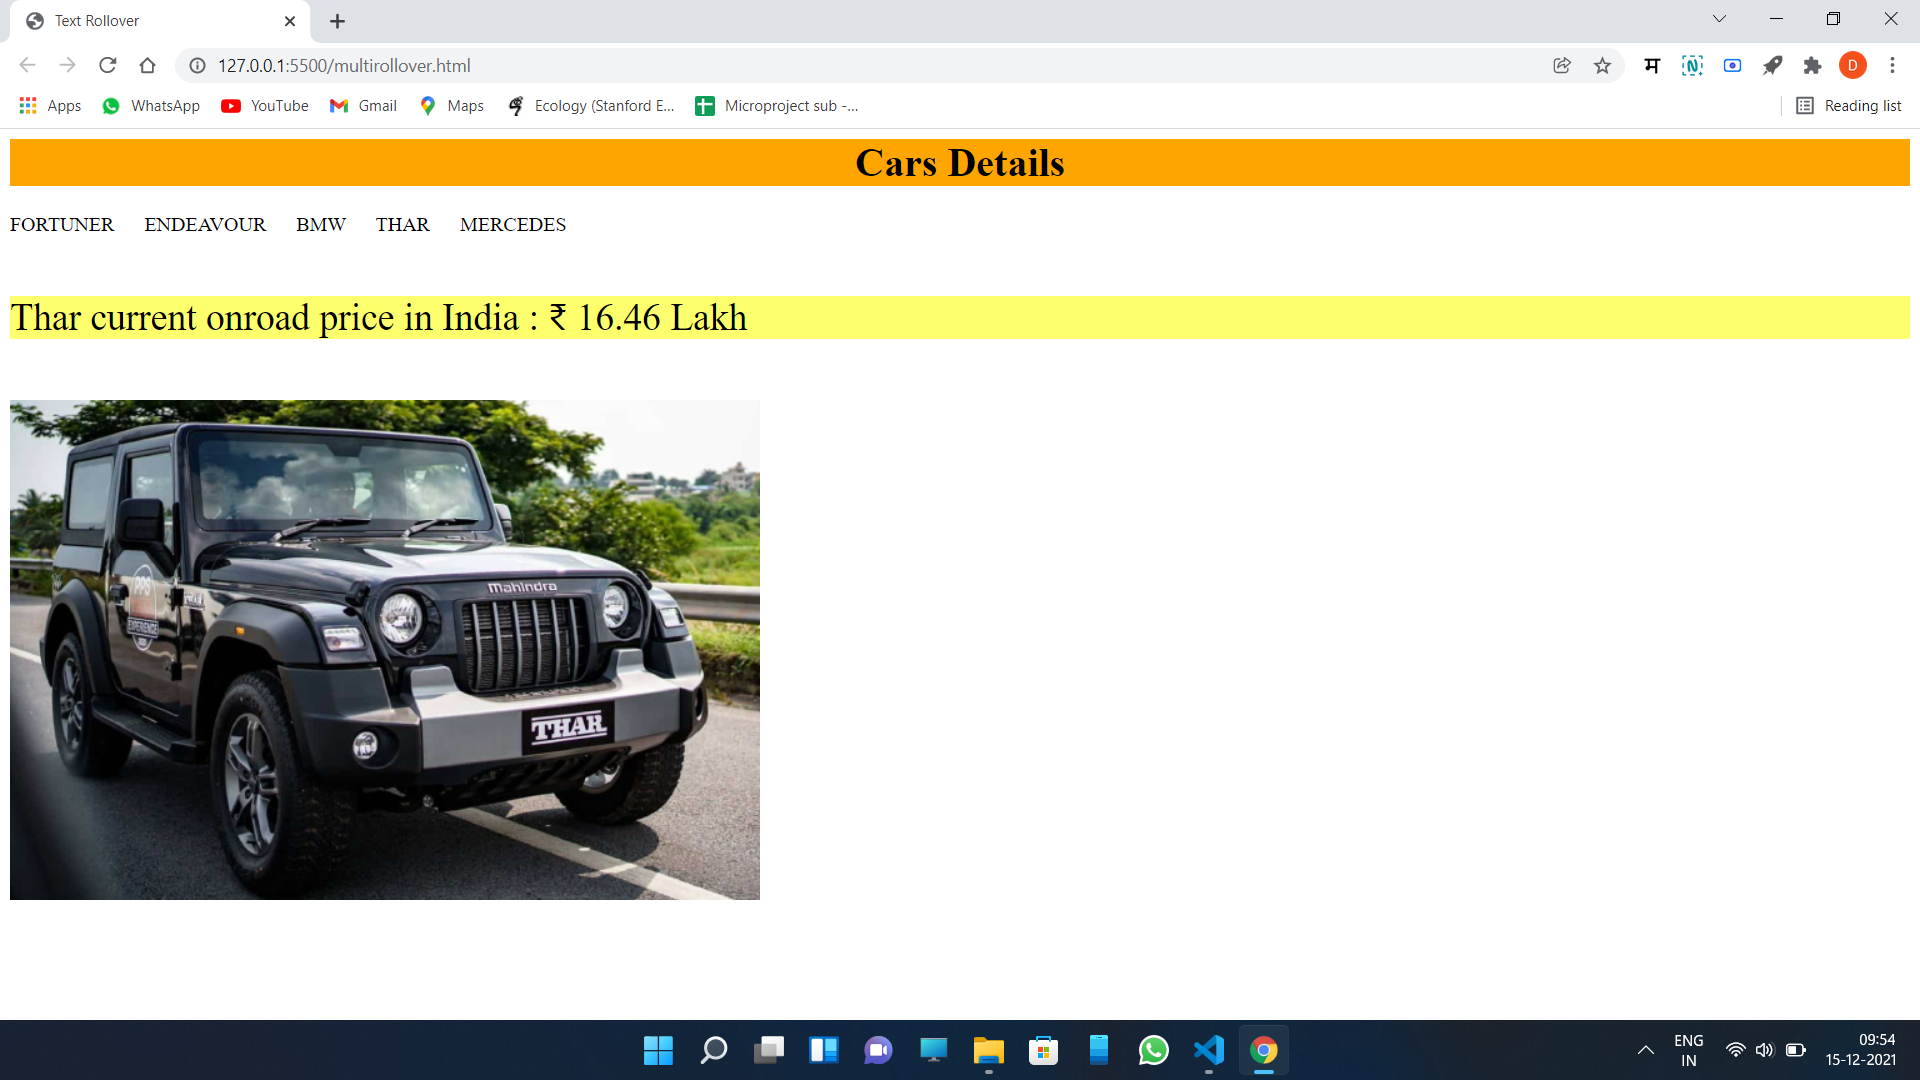 Text Rollover
127.0.0.1:5500/multirollover.html
म
D
Apps WhatsApp YouTube Gmail Maps Ecology (Stanford E... Microproject sub -... Reading list
Cars Details
FORTUNER ENDEAVOUR BMW THAR MERCEDES
Thar current onroad price in India : ₹ 16.46 Lakh
Mahindra
PPS
EXPERIENCE
THAR
ENG
IN
09:54
15-12-2021